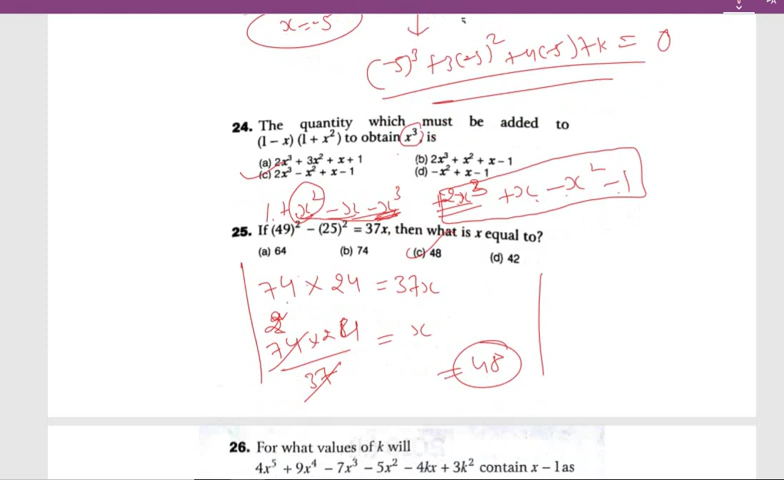 x=-5
(-5)³ +3(-5)² +4(-5)+k = 0
24. The quantity which must be added to
(1 – x) (1 + x²) to obtain x³ is
(a) 2x³ + 3x² + x + 1 (b) 2x³ + x² + x – 1
(c) 2x³ – x² + x – 1 (d) –x² + x – 1
1 + x² – x – x³ +2x³ +x – x² – 1
25. If (49)² – (25)² = 37x, then what is x equal to?
(a) 64 (b) 74 (c) 48 (d) 42
74 × 24 = 37x
2
74 × 24 = x
37
= 48
26. For what values of k will
4x⁵ + 9x⁴ – 7x³ – 5x² – 4kx + 3k² contain x – 1 as